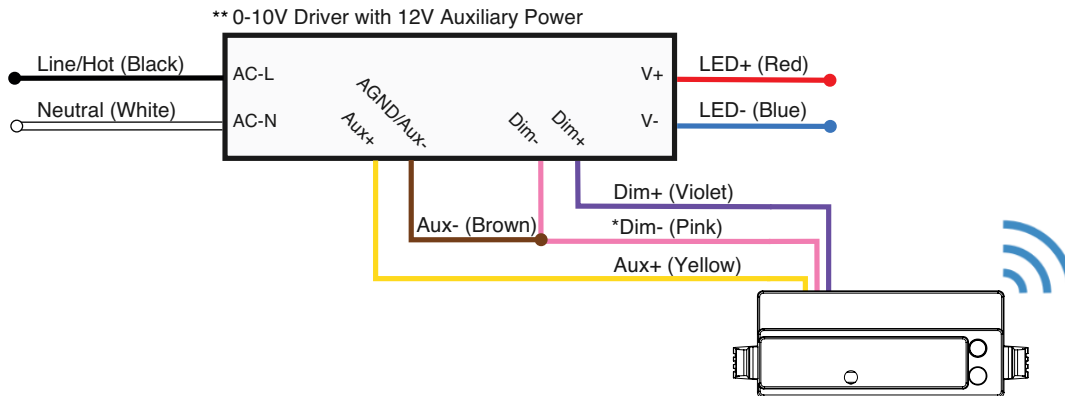 ** 0-10V Driver with 12V Auxiliary Power
Line/Hot (Black)
AC-L
V+
LED+ (Red)
Neutral (White)
AC-N
V-
LED- (Blue)
Aux+
AGND/Aux-
Dim-
Dim+
Dim+ (Violet)
Aux- (Brown)
*Dim- (Pink)
Aux+ (Yellow)